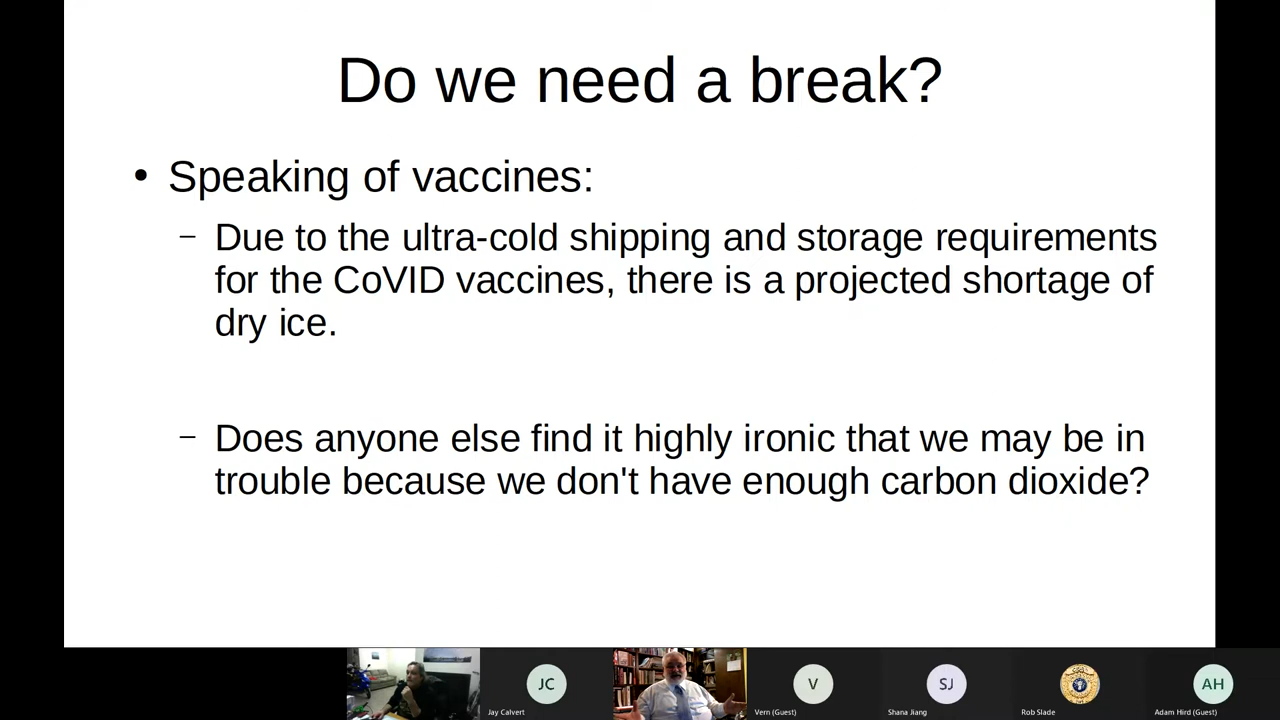 Do we need a break?
• Speaking of vaccines:
– Due to the ultra-cold shipping and storage requirements
for the CoVID vaccines, there is a projected shortage of
dry ice.
– Does anyone else find it highly ironic that we may be in
trouble because we don't have enough carbon dioxide?
JC
V
SJ
AH
Jay Calvert
Vern (Guest)
Shana Jiang
Rob Slade
Adam Hird (Guest)